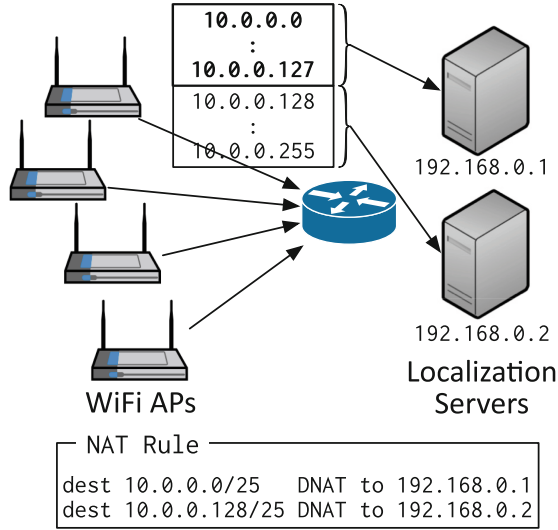 10.0.0.0
:
10.0.0.127
10.0.0.128
:
10.0.0.255
192.168.0.1
192.168.0.2
Localization
Servers
WiFi APs
NAT Rule
dest 10.0.0.0/25 DNAT to 192.168.0.1
dest 10.0.0.128/25 DNAT to 192.168.0.2